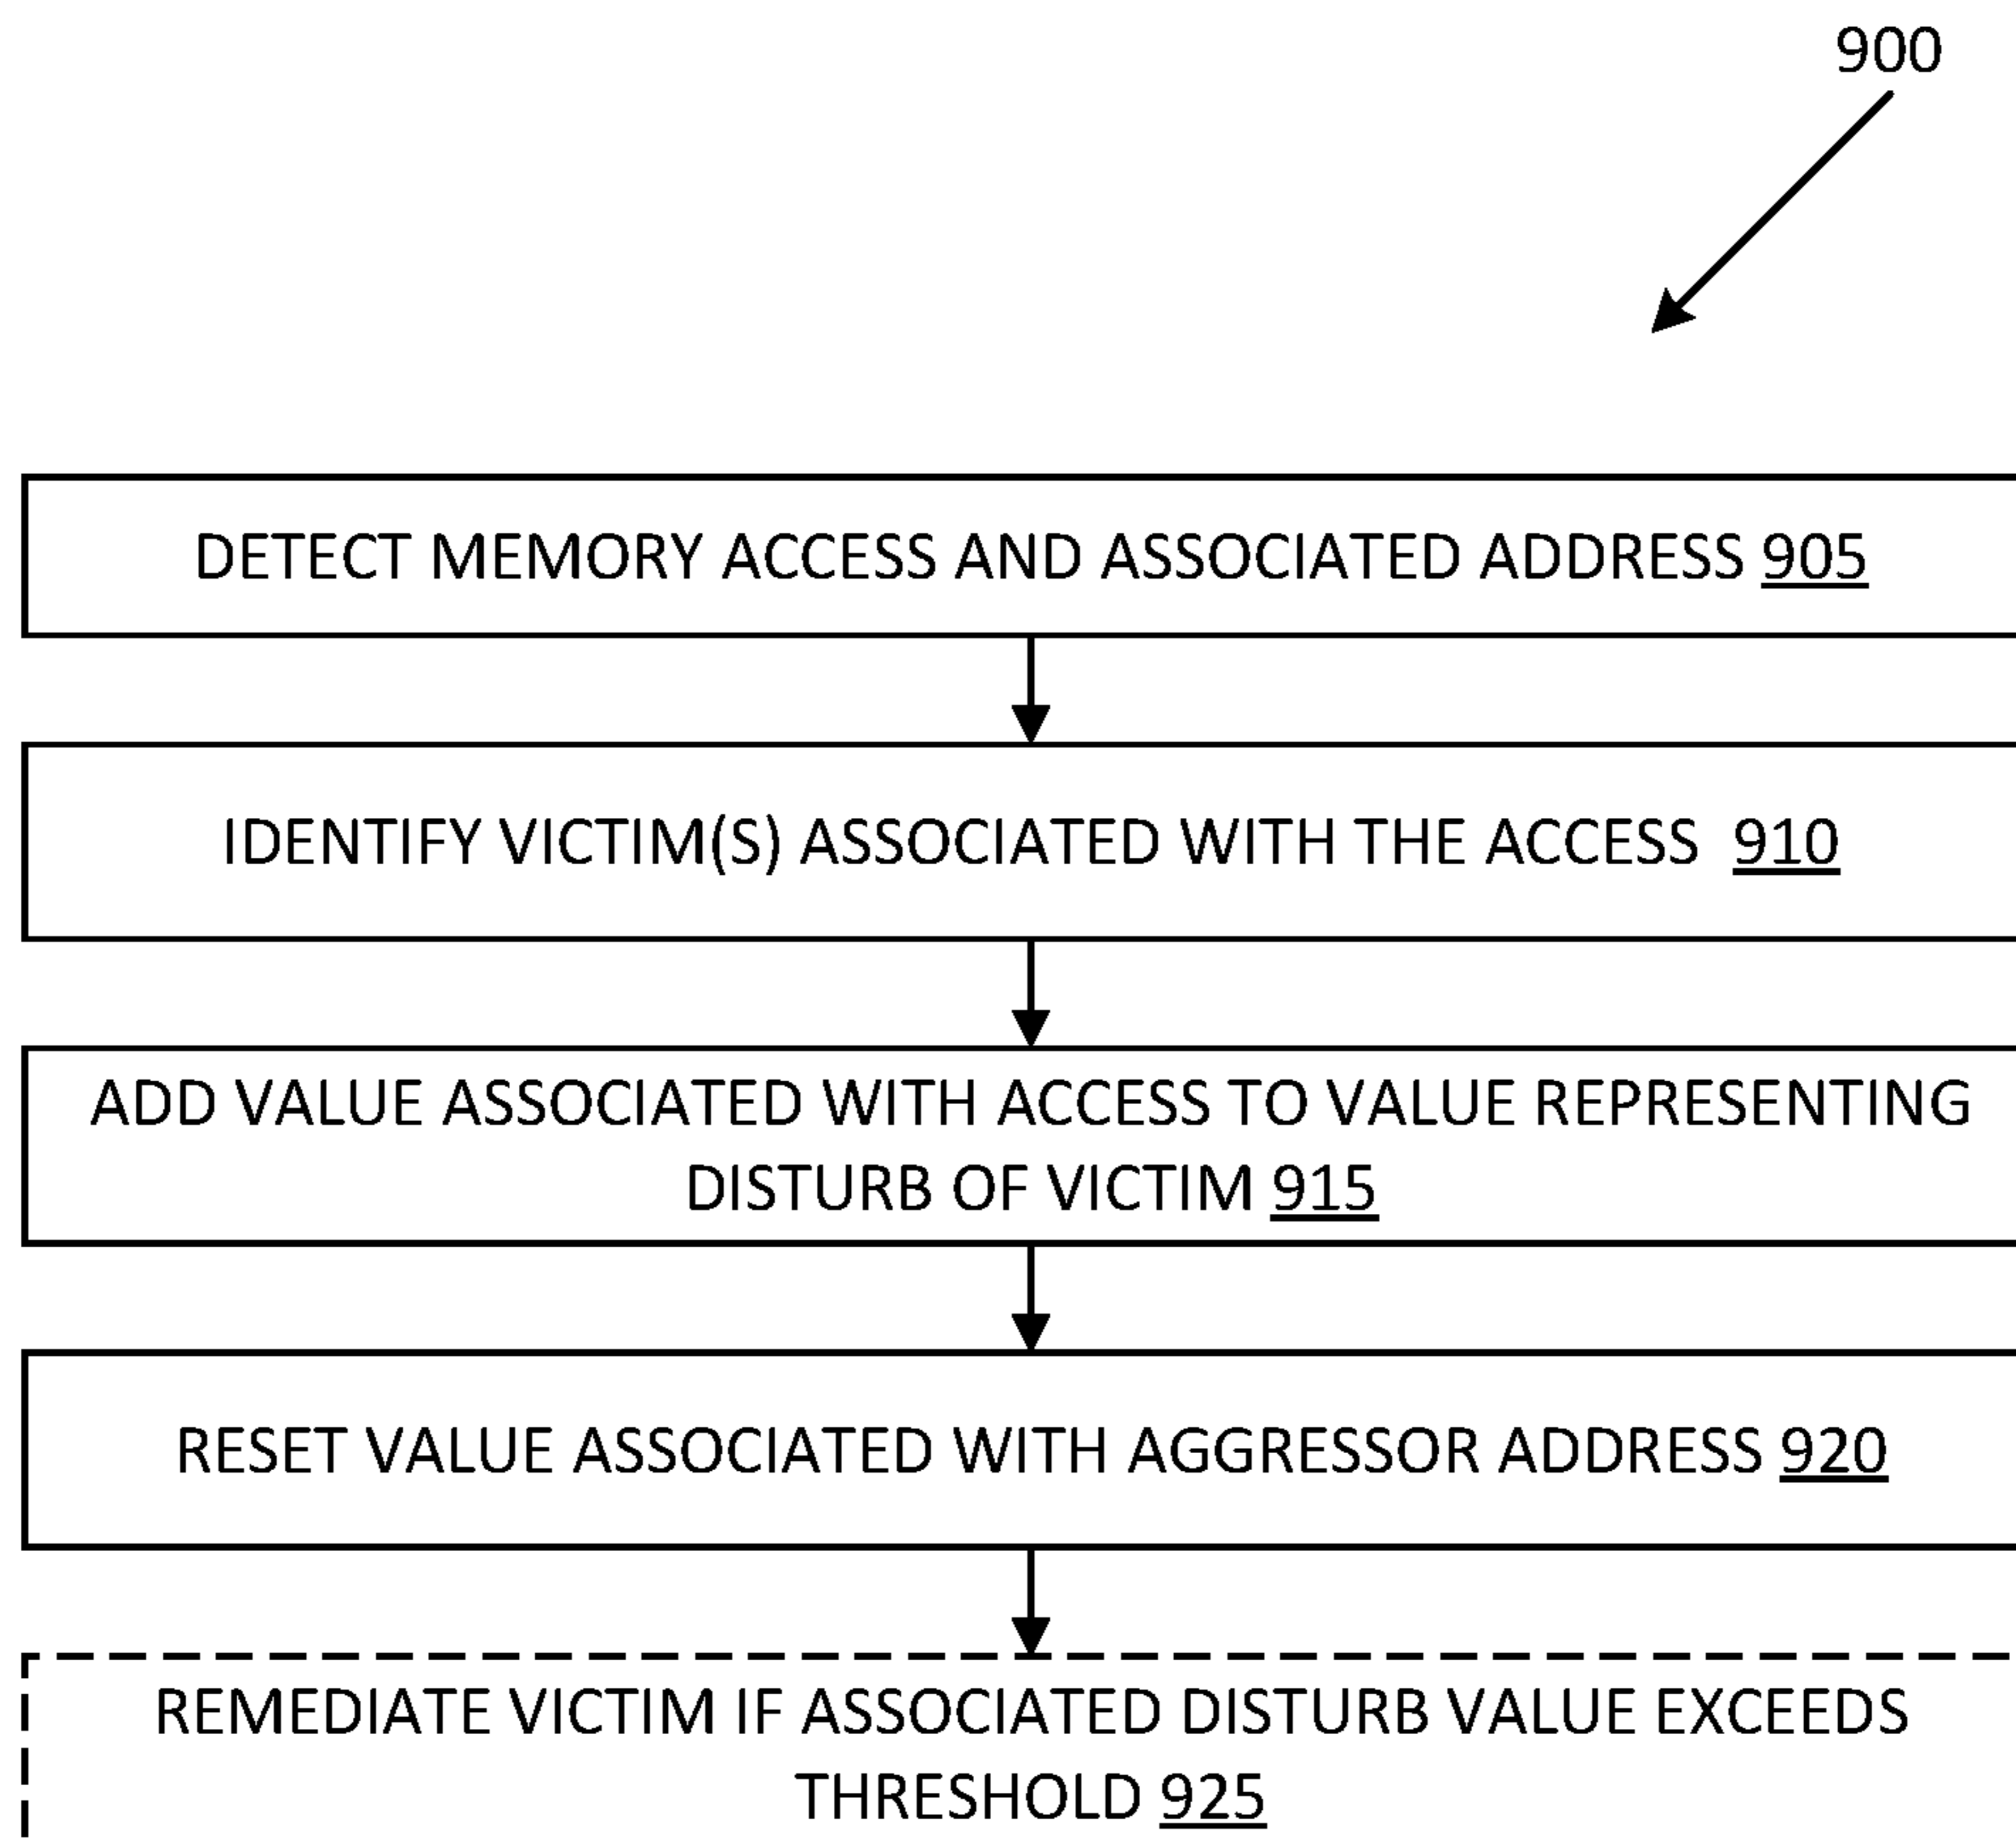 900
DETECT MEMORY ACCESS AND ASSOCIATED ADDRESS 905
IDENTIFY VICTIM(S) ASSOCIATED WITH THE ACCESS 910
ADD VALUE ASSOCIATED WITH ACCESS TO VALUE REPRESENTING
DISTURB OF VICTIM 915
RESET VALUE ASSOCIATED WITH AGGRESSOR ADDRESS 920
REMEDIATE VICTIM IF ASSOCIATED DISTURB VALUE EXCEEDS
THRESHOLD 925